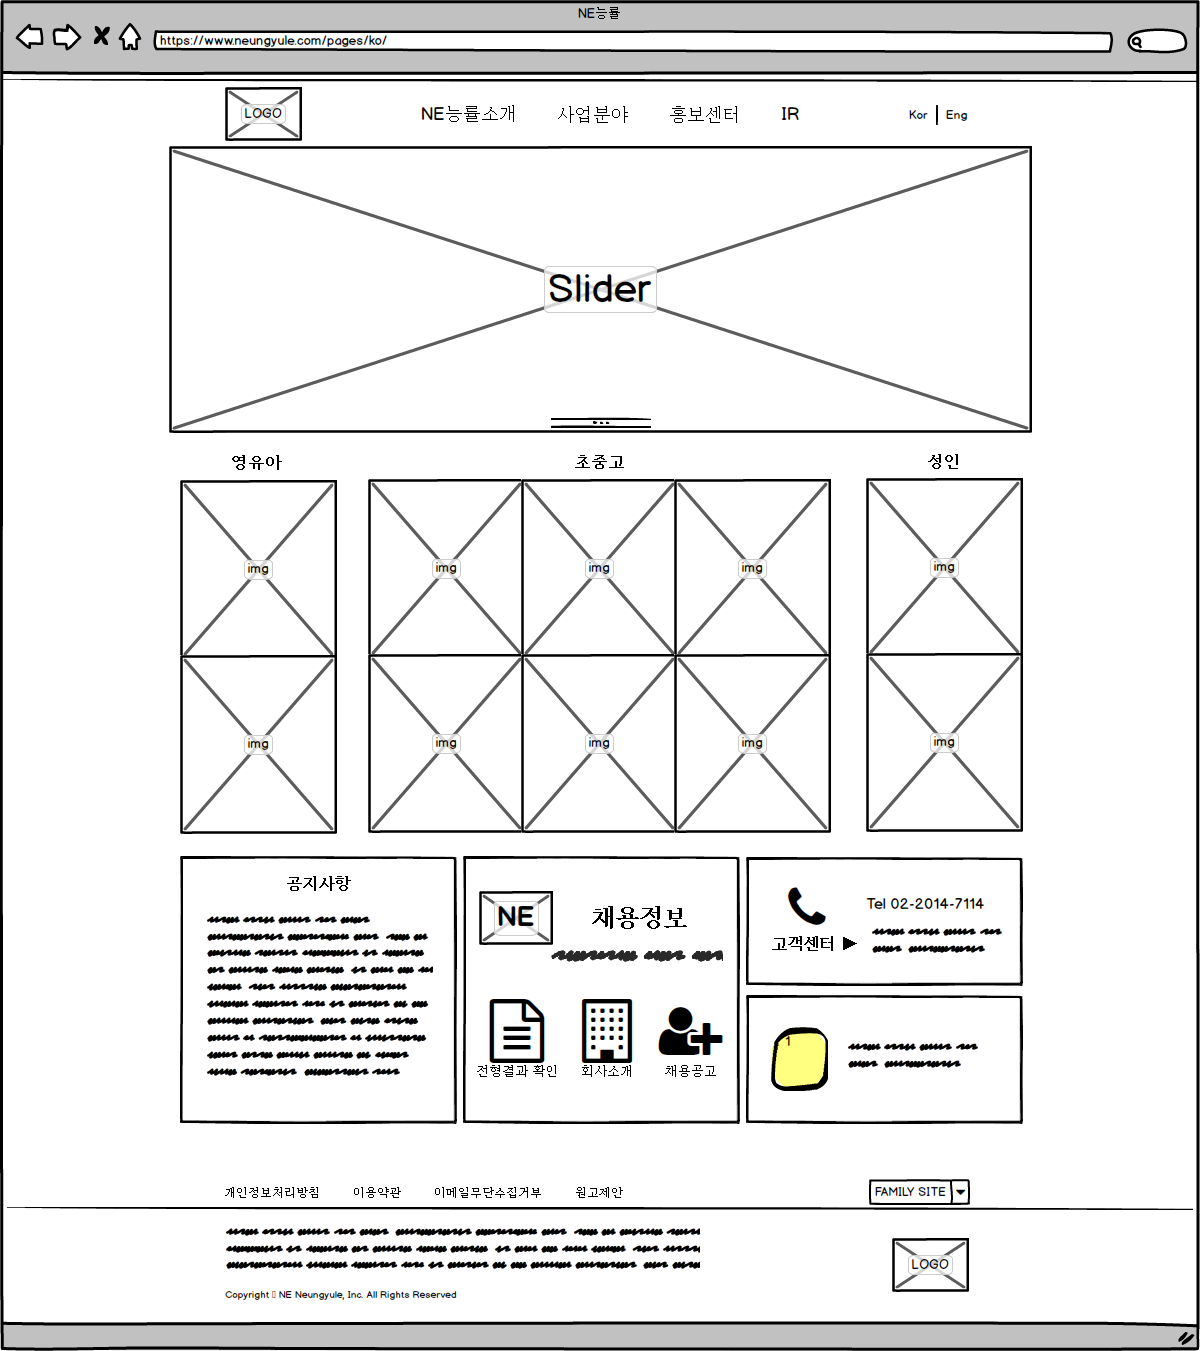 NE능률
https://www.neungyule.com/pages/ko/
LOGO
NE능률소개 사업분야 홍보센터 IR
Kor Eng
Slider
영유아 초중고 성인
img img img img img
img img img img img
공지사항
NE 채용정보
전형결과 확인 회사소개 채용공고
Tel 02-2014-7114
고객센터 ▶
1
개인정보처리방침 이용약관 이메일무단수집거부 원고제안
FAMILY SITE
LOGO
Copyright ▯ NE Neungyule, Inc. All Rights Reserved